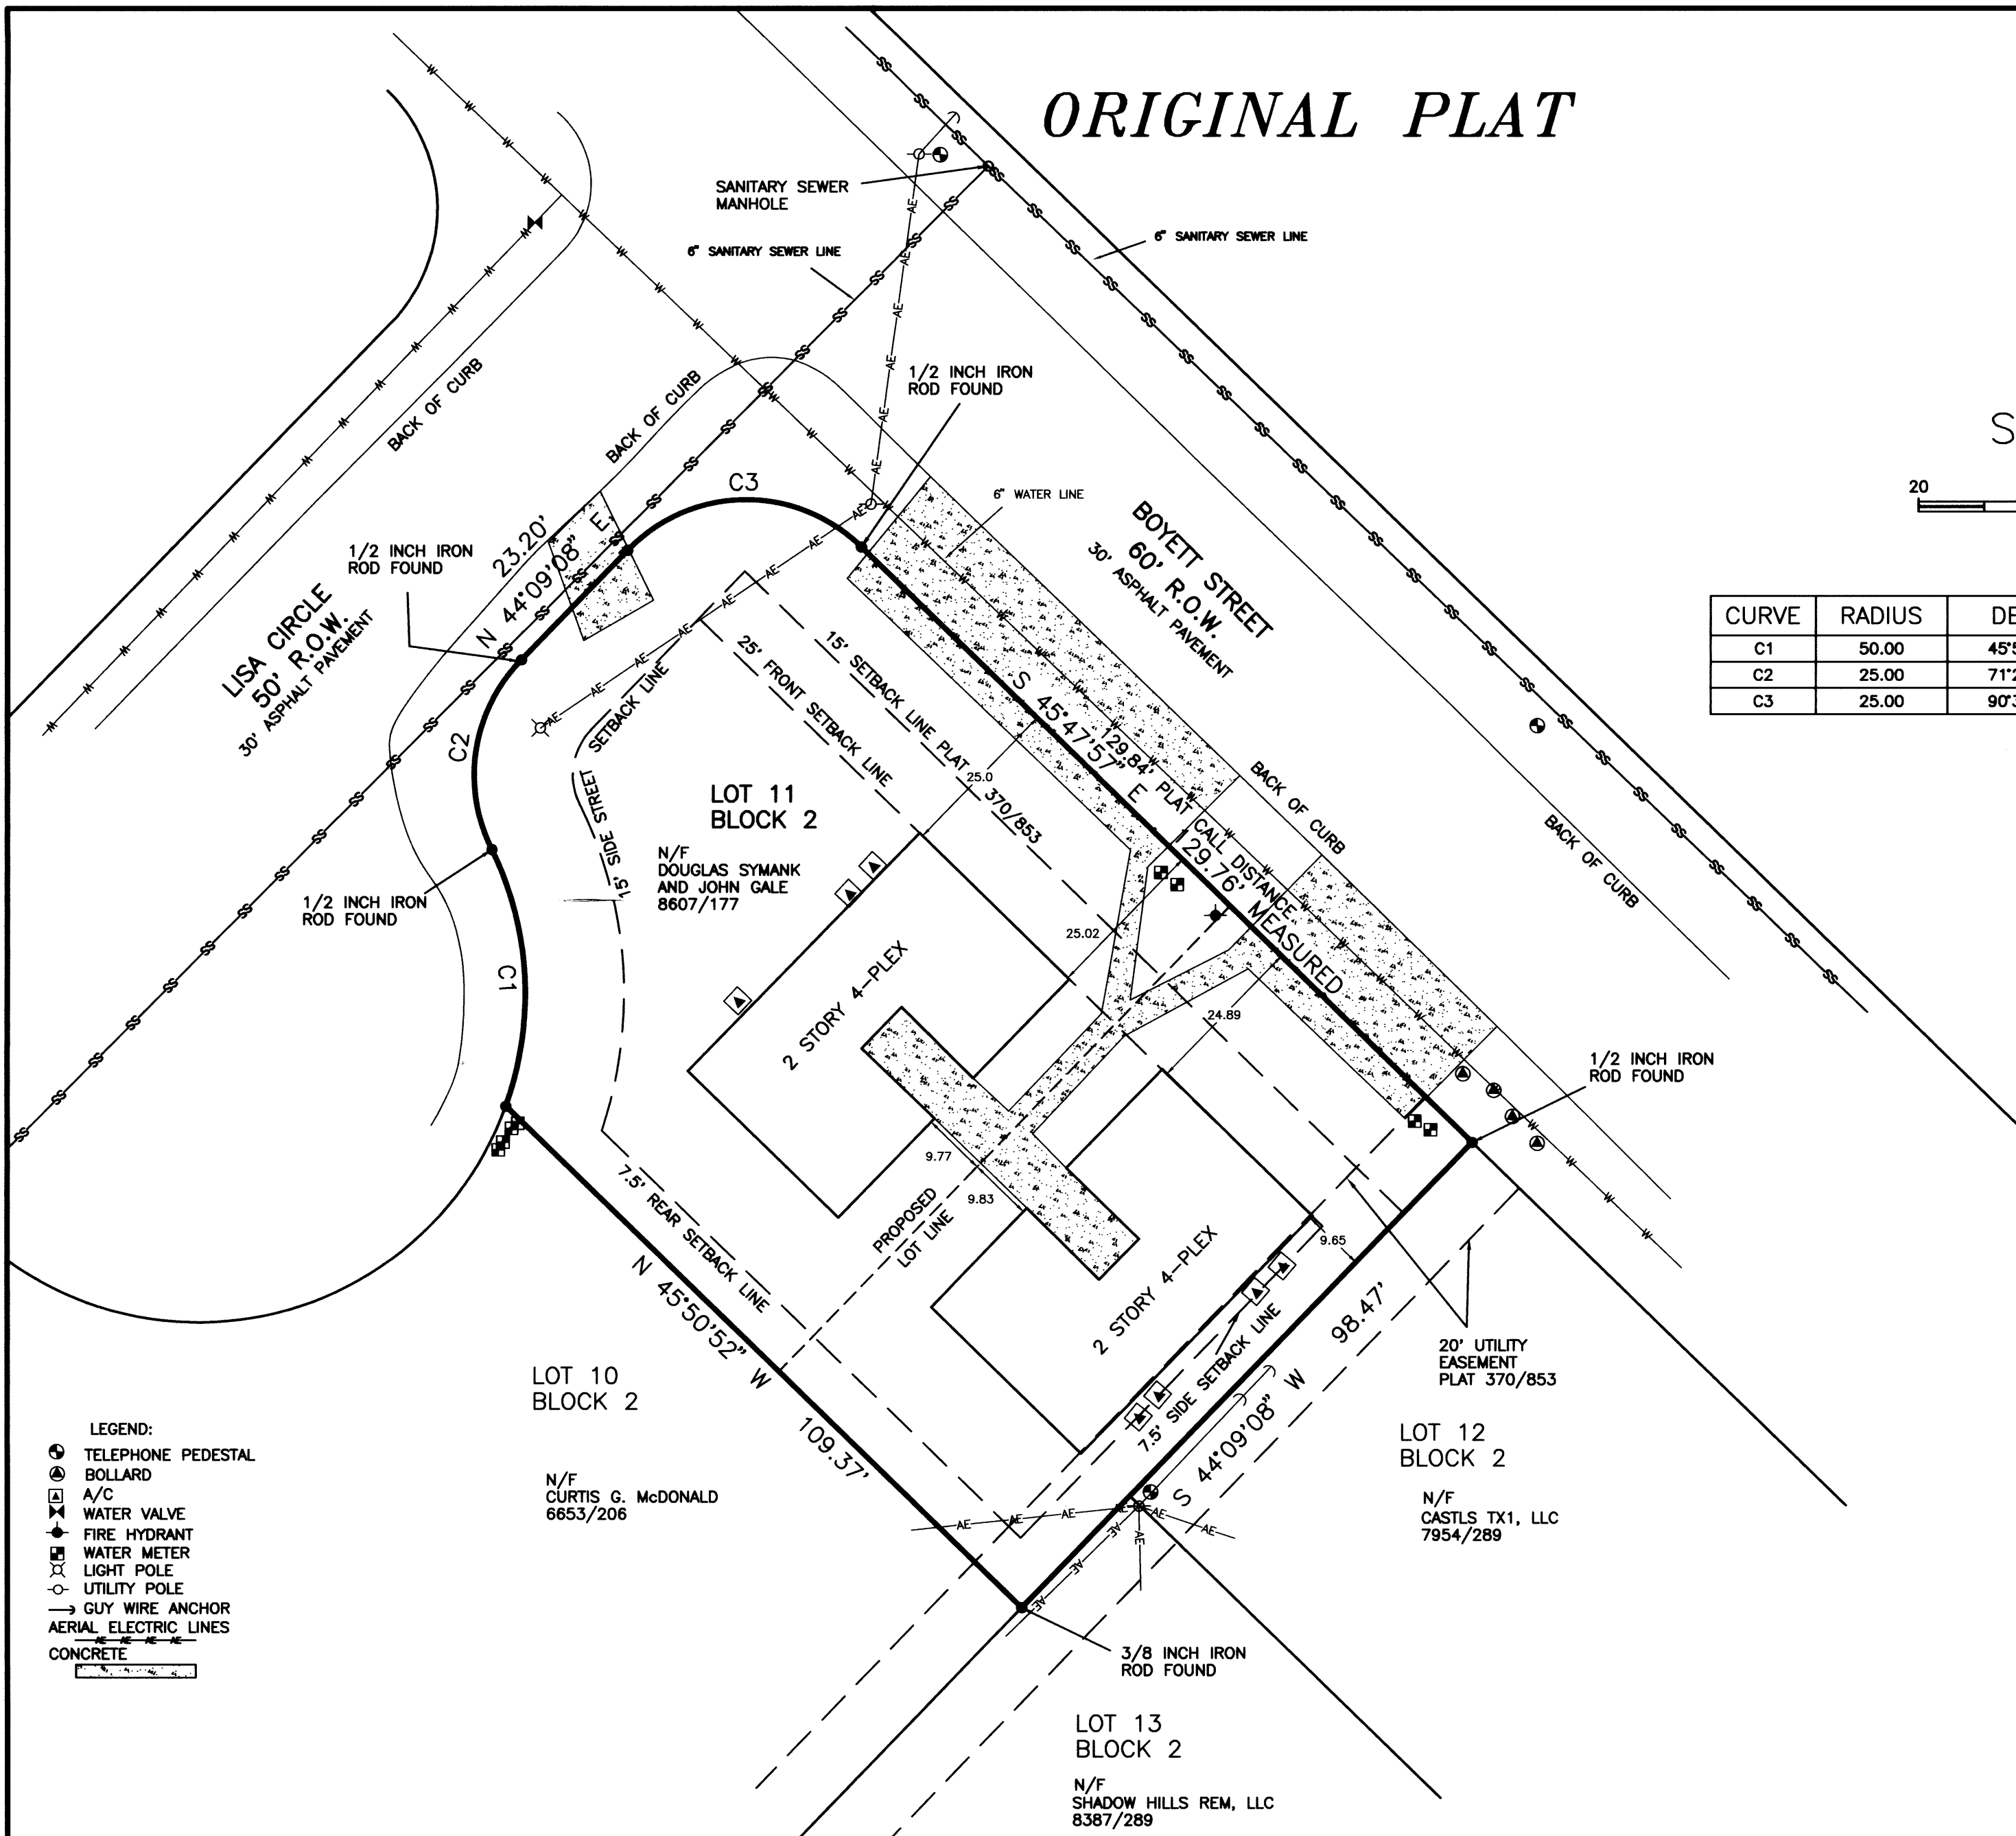 ORIGINAL PLAT
SANITARY SEWER
MANHOLE
6" SANITARY SEWER LINE
6" SANITARY SEWER LINE
1/2 INCH IRON
ROD FOUND
BACK OF CURB
BACK OF CURB
C3
6" WATER LINE
20
1/2 INCH IRON
ROD FOUND
23.20'
N 44°09'08" E
BOYETT STREET
60' R.O.W.
30' ASPHALT PAVEMENT
LISA CIRCLE
50' R.O.W.
30' ASPHALT PAVEMENT
CURVE RADIUS
C1 50.00
C2 25.00
C3 25.00
C2
SETBACK LINE
15' SIDE STREET
25' FRONT SETBACK LINE
15' SETBACK LINE PLAT 370/853
S 45°47'57" E
129.84' PLAT CALL DISTANCE
129.76' MEASURED
25.0
BACK OF CURB
BACK OF CURB
LOT 11
BLOCK 2
N/F
DOUGLAS SYMANK
AND JOHN GALE
8607/177
1/2 INCH IRON
ROD FOUND
C1
25.02
2 STORY 4-PLEX
24.89
1/2 INCH IRON
ROD FOUND
9.77
9.83
7.5' REAR SETBACK LINE
PROPOSED
LOT LINE
N 45°50'52" W
109.37'
2 STORY 4-PLEX
9.65
7.5' SIDE SETBACK LINE
98.47'
S 44°09'08" W
20' UTILITY
EASEMENT
PLAT 370/853
LOT 10
BLOCK 2
N/F
CURTIS G. McDONALD
6653/206
LOT 12
BLOCK 2
N/F
CASTLS TX1, LLC
7954/289
LEGEND:
TELEPHONE PEDESTAL
BOLLARD
A/C
WATER VALVE
FIRE HYDRANT
WATER METER
LIGHT POLE
UTILITY POLE
GUY WIRE ANCHOR
AERIAL ELECTRIC LINES
AE AE AE AE
CONCRETE
3/8 INCH IRON
ROD FOUND
LOT 13
BLOCK 2
N/F
SHADOW HILLS REM, LLC
8387/289